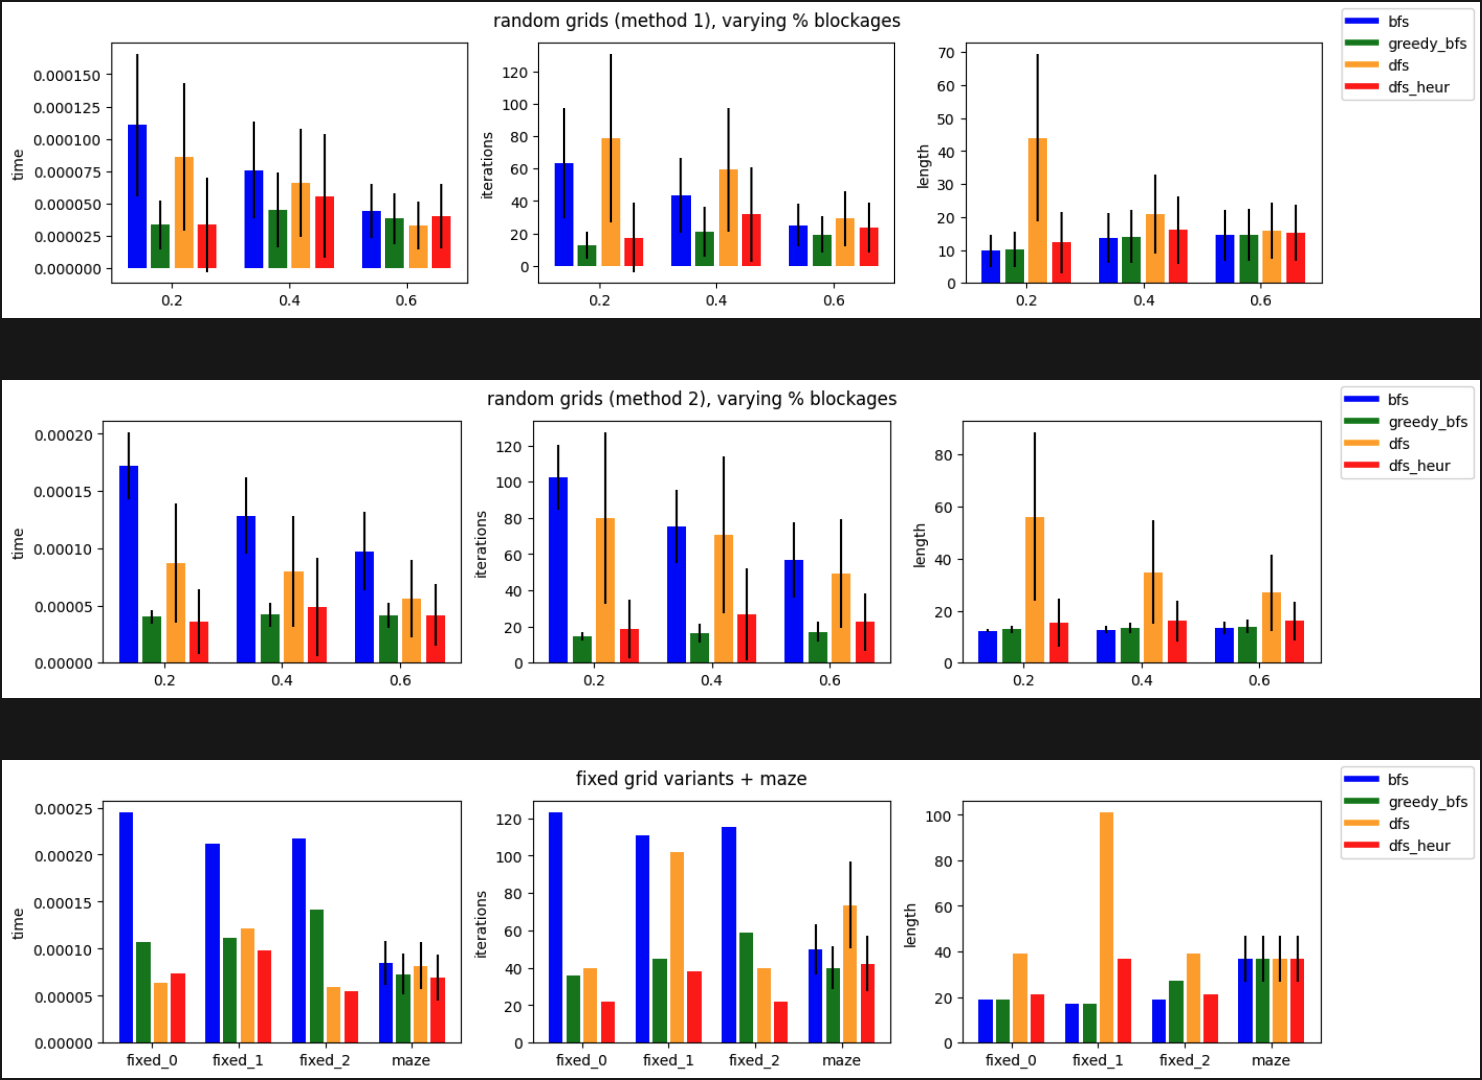 random grids (method 1), varying % blockages
bfs
greedy_bfs
dfs
dfs_heur
time
0.000150
0.000125
0.000100
0.000075
0.000050
0.000025
0.000000
0.2 0.4 0.6
iterations
120
100
80
60
40
20
0
0.2 0.4 0.6
length
70
60
50
40
30
20
10
0
0.2 0.4 0.6
random grids (method 2), varying % blockages
bfs
greedy_bfs
dfs
dfs_heur
time
0.00020
0.00015
0.00010
0.00005
0.00000
0.2 0.4 0.6
iterations
120
100
80
60
40
20
0
0.2 0.4 0.6
length
80
60
40
20
0
0.2 0.4 0.6
fixed grid variants + maze
bfs
greedy_bfs
dfs
dfs_heur
time
0.00025
0.00020
0.00015
0.00010
0.00005
0.00000
fixed_0 fixed_1 fixed_2 maze
iterations
120
100
80
60
40
20
0
fixed_0 fixed_1 fixed_2 maze
length
100
80
60
40
20
0
fixed_0 fixed_1 fixed_2 maze